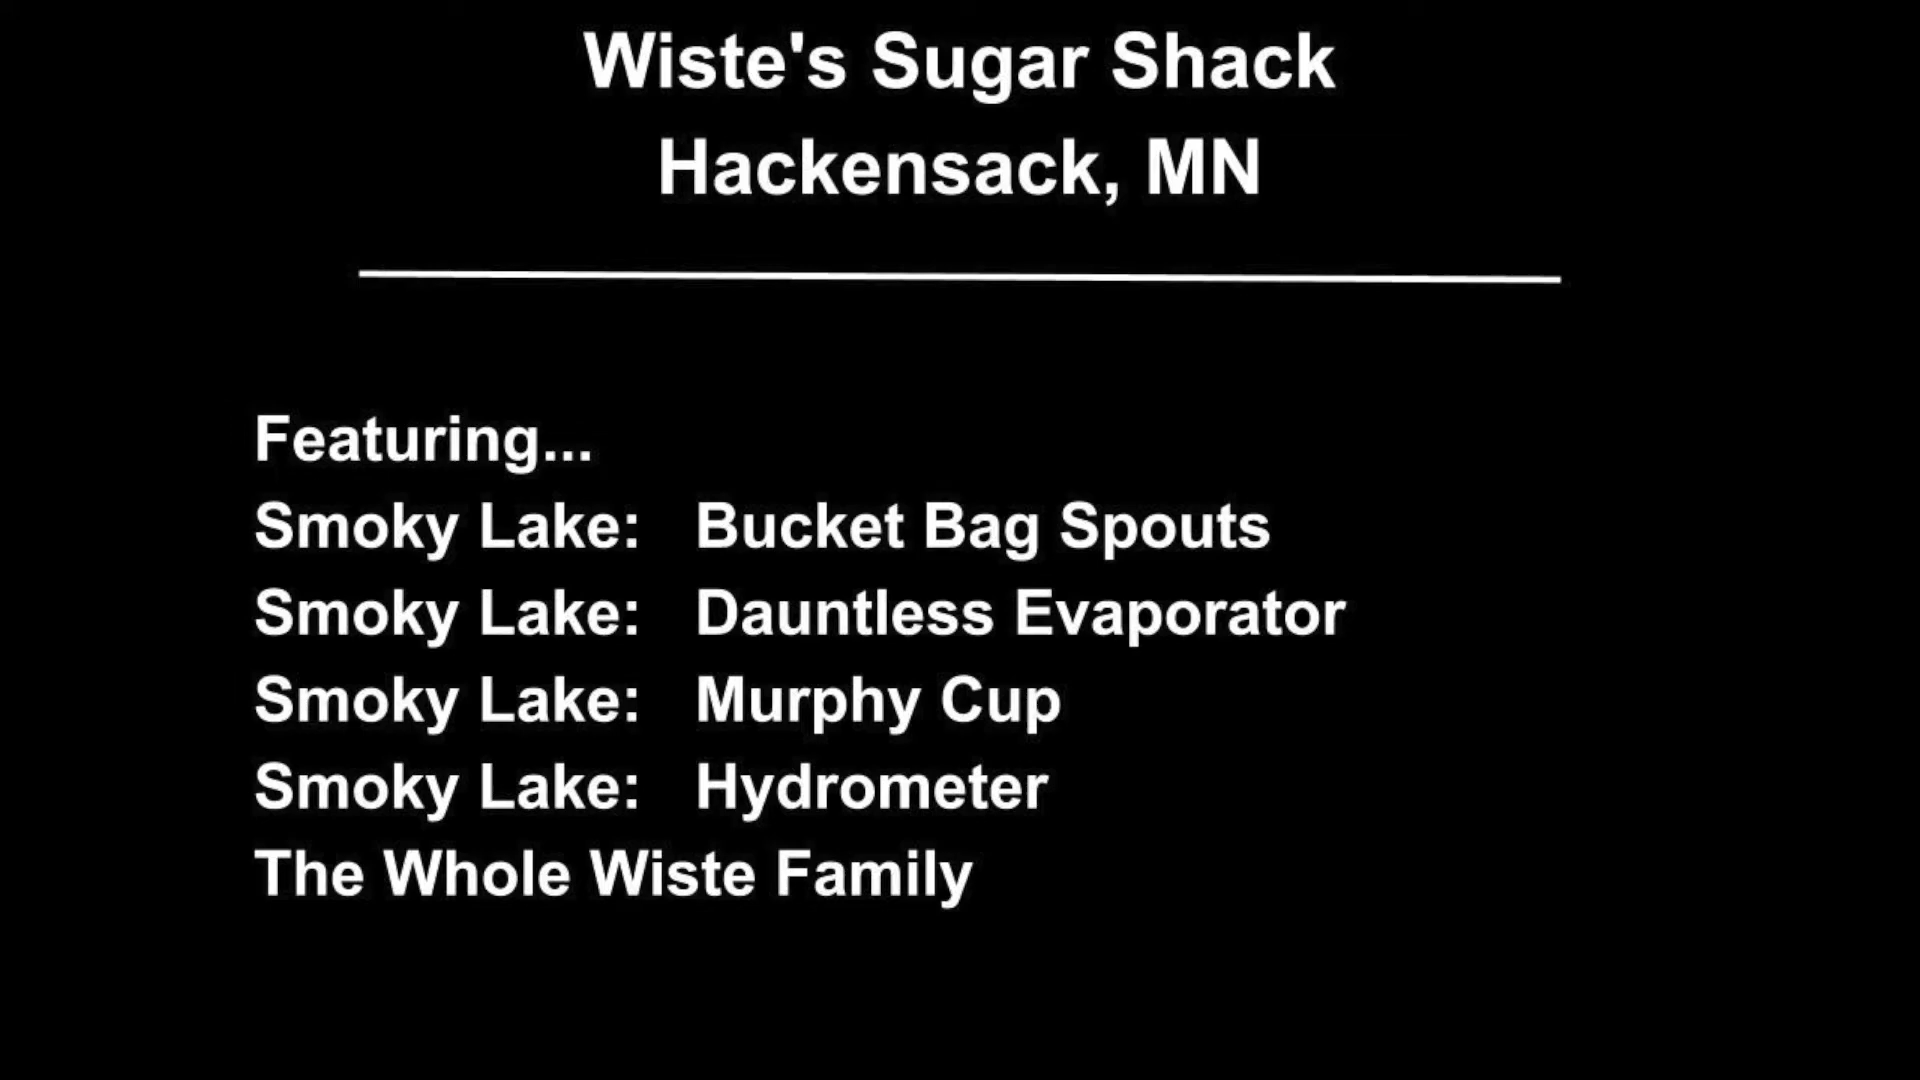 Wiste's Sugar Shack
Hackensack, MN
Featuring...
Smoky Lake: Bucket Bag Spouts
Smoky Lake: Dauntless Evaporator
Smoky Lake: Murphy Cup
Smoky Lake: Hydrometer
The Whole Wiste Family